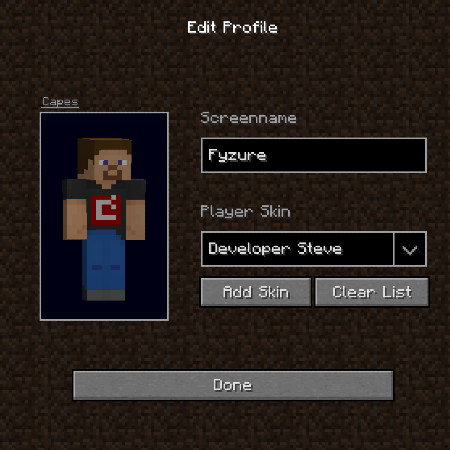 Edit Profile
Capes
Screenname
Fyzure
Player Skin
Developer Steve
Add Skin
Clear List
Done